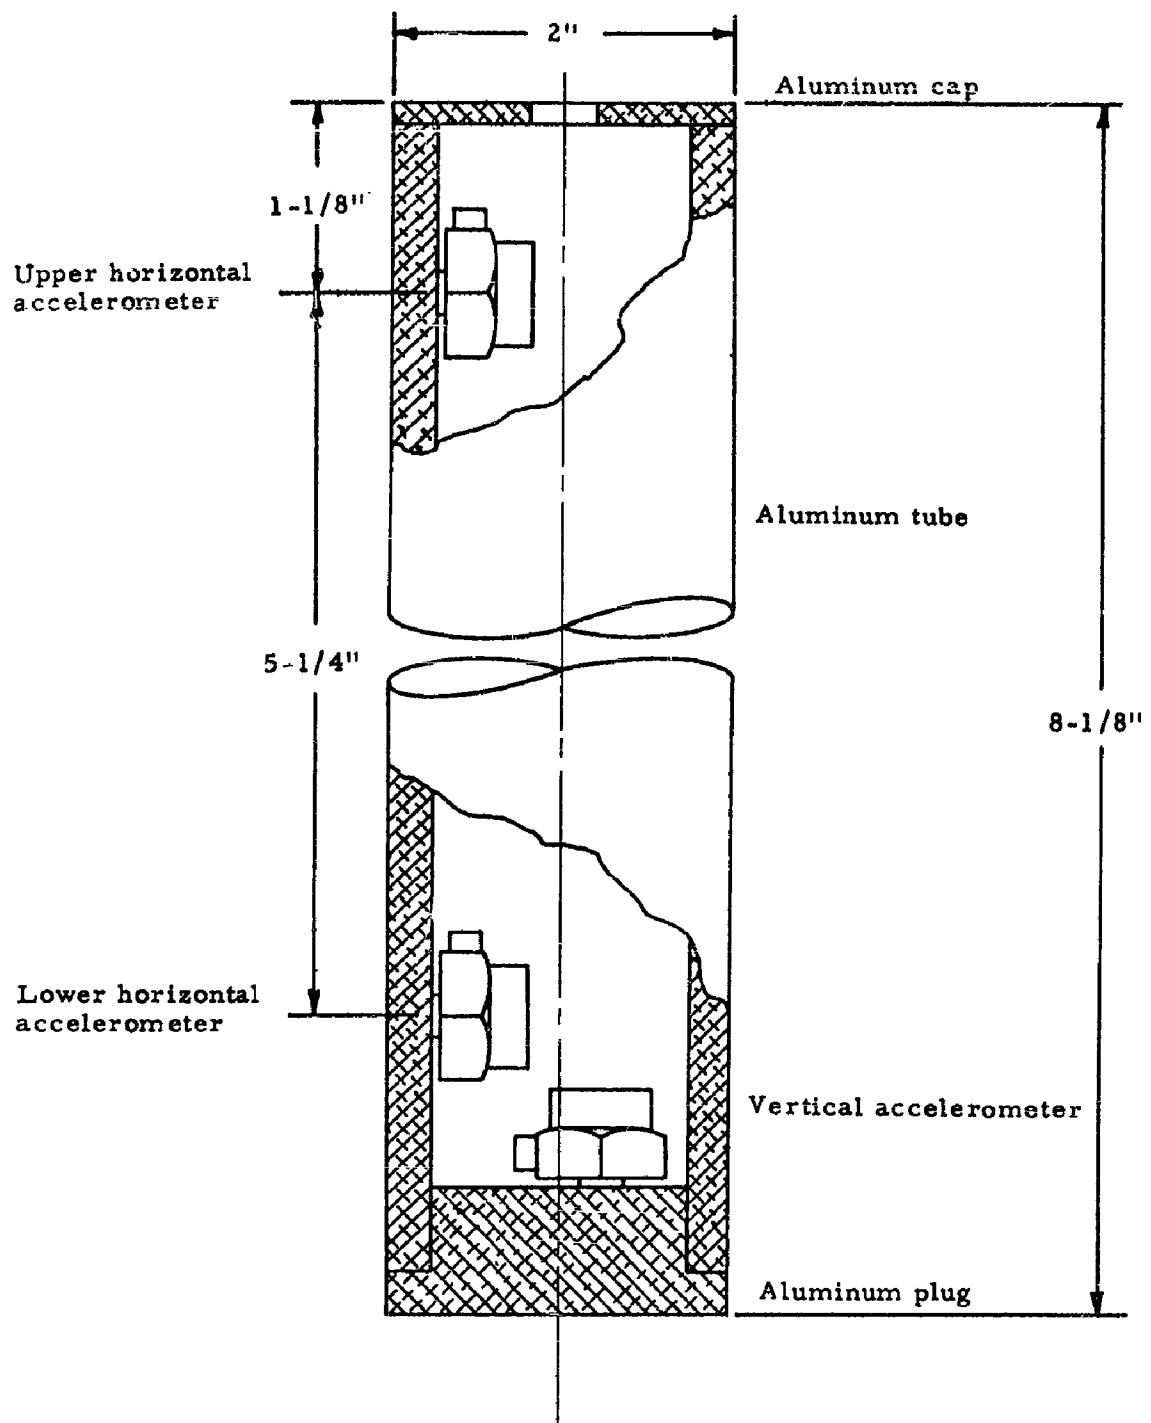 2"
Aluminum cap
1-1/8"
Upper horizontal
accelerometer
Aluminum tube
5-1/4"
8-1/8"
Lower horizontal
accelerometer
Vertical accelerometer
Aluminum plug